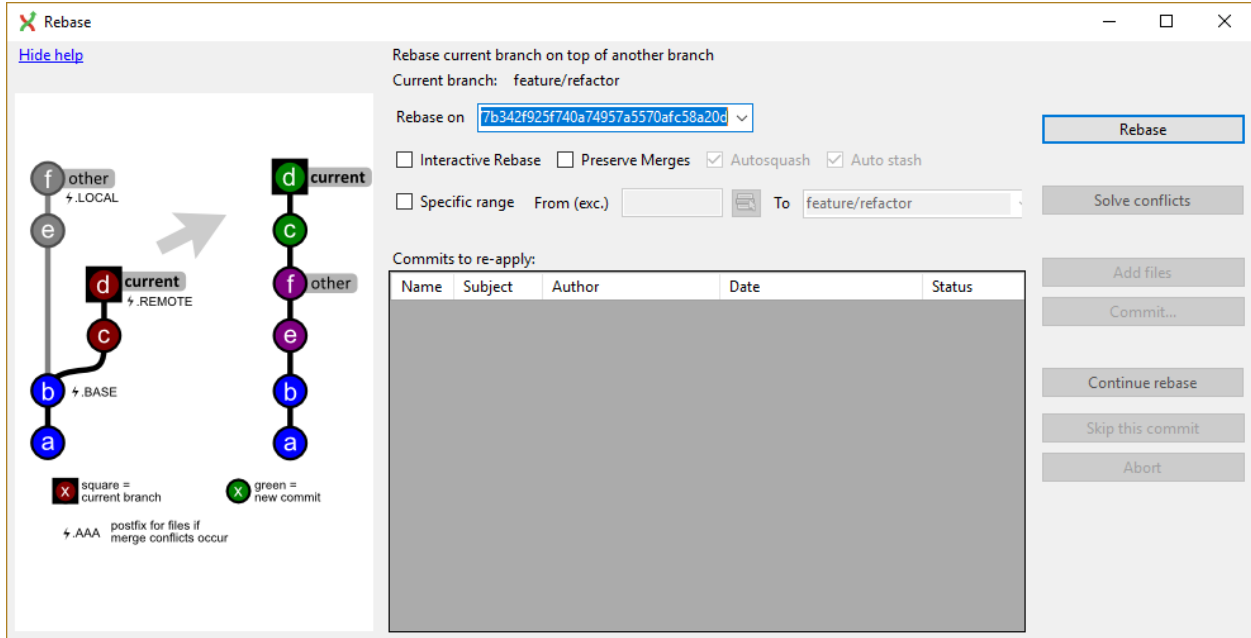 Rebase
Hide help
Rebase current branch on top of another branch
Current branch: feature/refactor
Rebase on 7b342f925f740a74957a5570afc58a20d
Rebase
Interactive Rebase Preserve Merges Autosquash Auto stash
Solve conflicts
Specific range From (exc.) To feature/refactor
Commits to re-apply:
Name Subject Author Date Status
Add files
Commit...
Continue rebase
Skip this commit
Abort
f other
.LOCAL
e
d current
.REMOTE
c
b .BASE
a
d current
c
f other
e
b
a
x square =
current branch
x green =
new commit
.AAA postfix for files if
merge conflicts occur